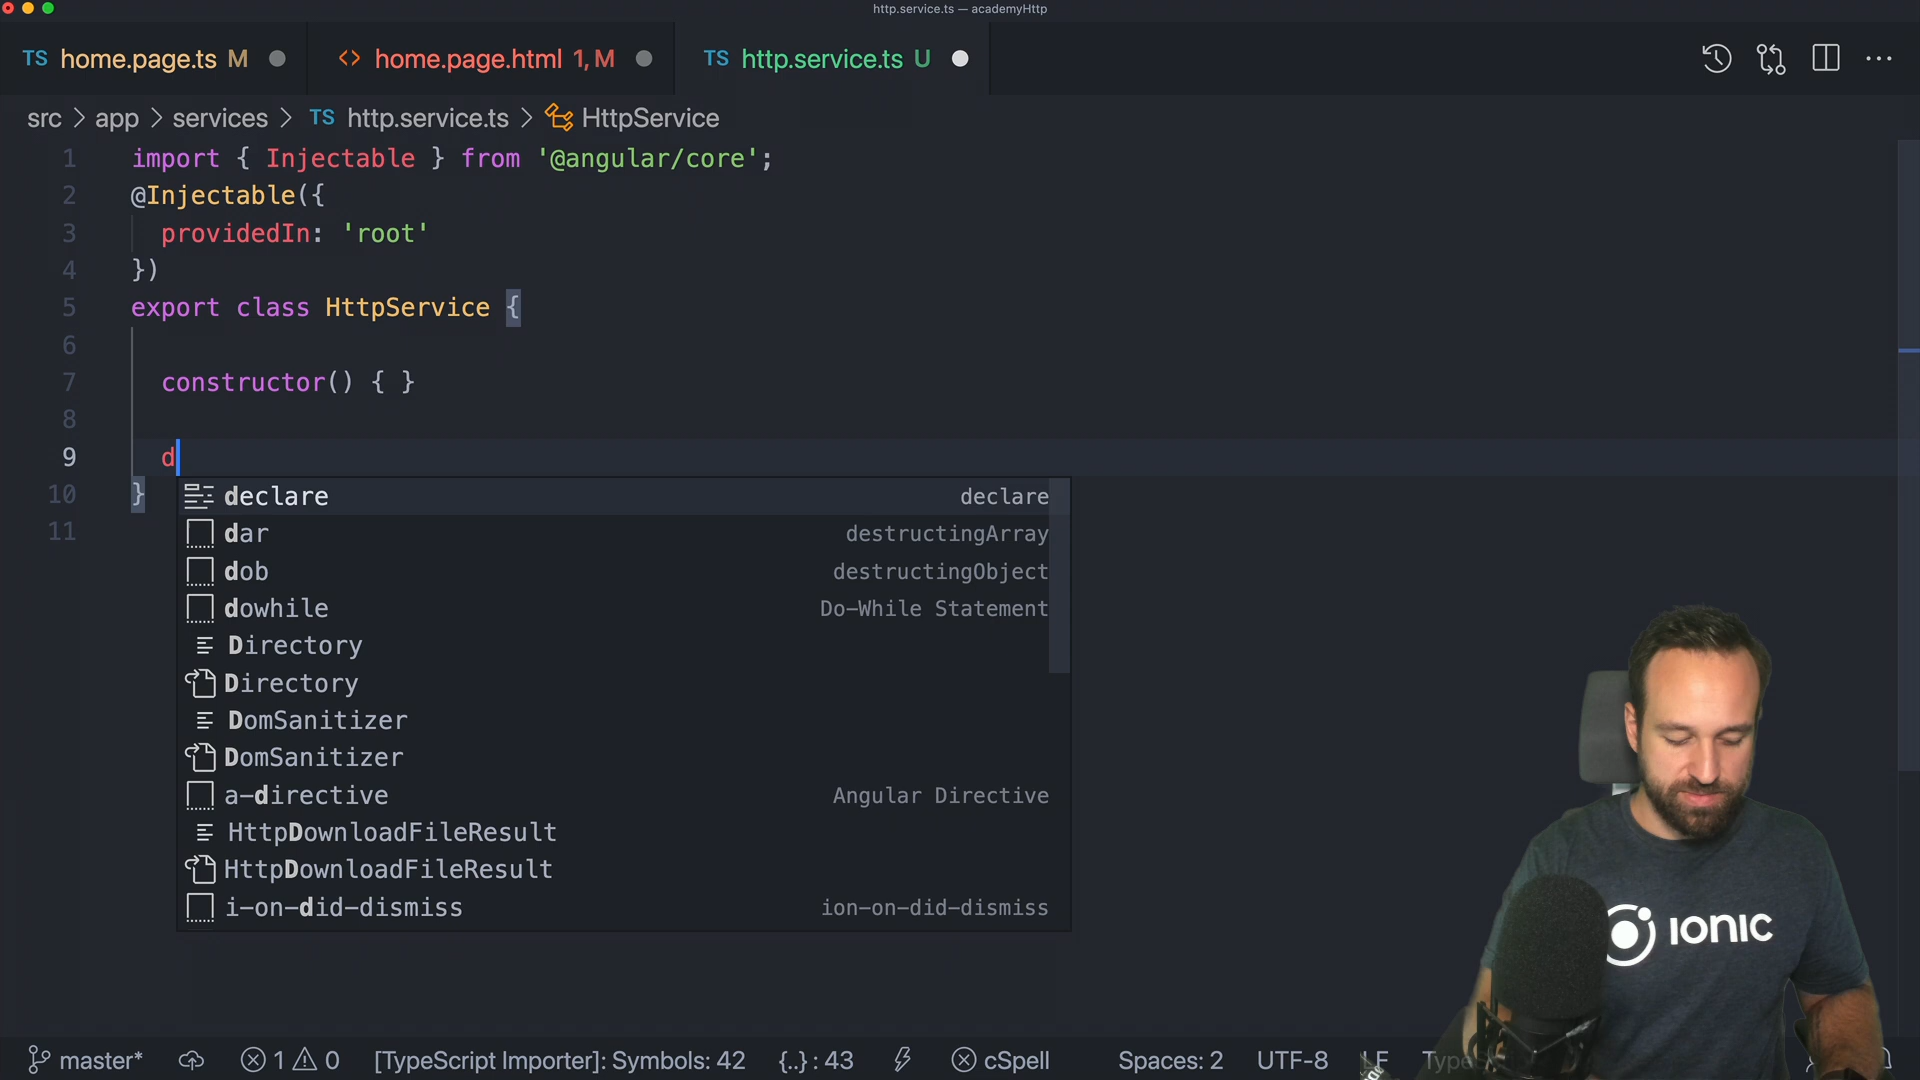 http.service.ts — academyHttp
TS home.page.ts M
<> home.page.html 1, M
TS http.service.ts U
src > app > services > TS http.service.ts > HttpService
1 import { Injectable } from '@angular/core';
2 @Injectable({
3 providedIn: 'root'
4 })
5 export class HttpService {
6
7 constructor() { }
8
9 d
10 }
11
declare declare
dar destructingArray
dob destructingObject
dowhile Do-While Statement
Directory
Directory
DomSanitizer
DomSanitizer
a-directive Angular Directive
HttpDownloadFileResult
HttpDownloadFileResult
i-on-did-dismiss ion-on-did-dismiss
IONIC
master* 1 0 [TypeScript Importer]: Symbols: 42 {..} : 43 cSpell Spaces: 2 UTF-8 LF